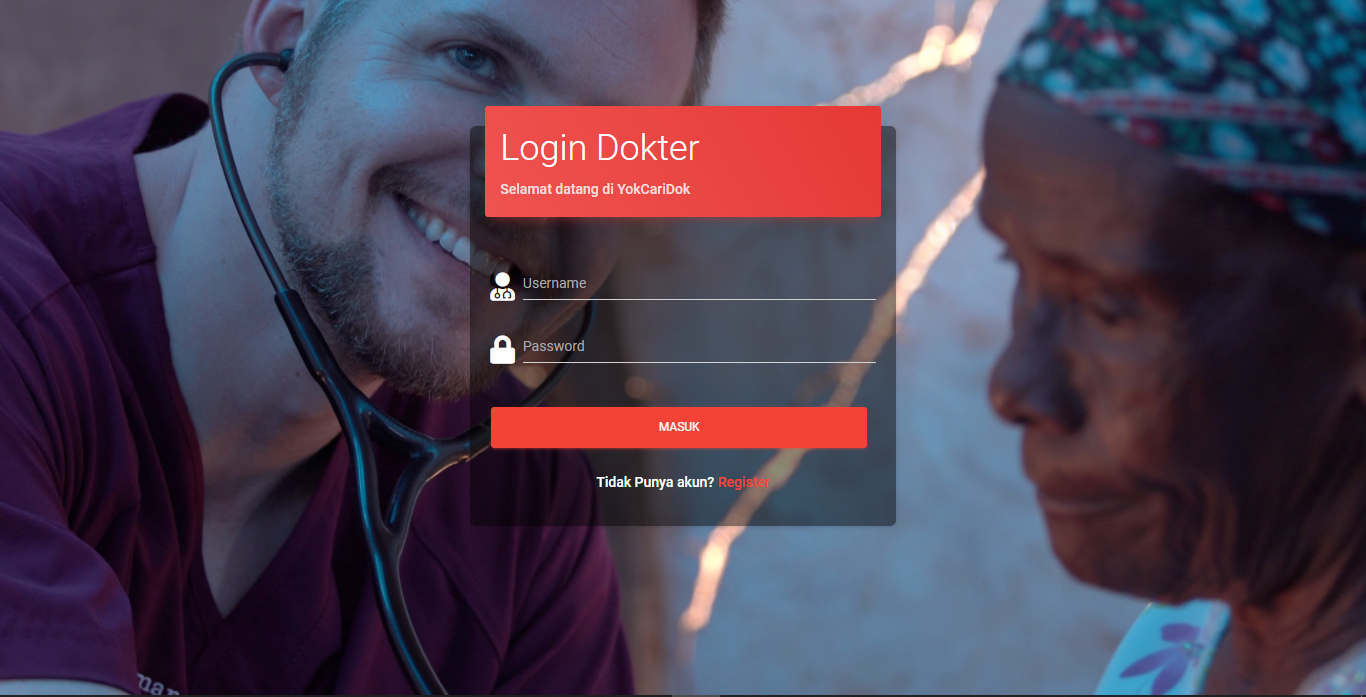 Login Dokter
Selamat datang di YokCariDok
Username
Password
MASUK
Tidak Punya akun? Register